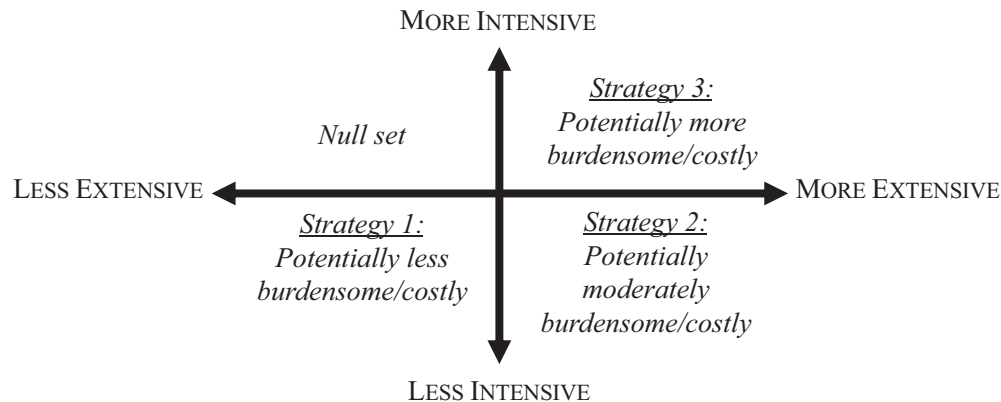 MORE INTENSIVE
Strategy 3:
Potentially more
burdensome/costly
Null set
LESS EXTENSIVE
MORE EXTENSIVE
Strategy 1:
Potentially less
burdensome/costly
Strategy 2:
Potentially
moderately
burdensome/costly
LESS INTENSIVE